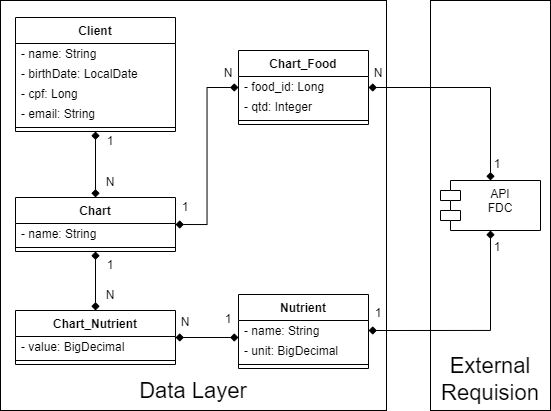 Client
- name: String
- birthDate: LocalDate
- cpf: Long
- email: String
1
N
Chart
- name: String
1
1
N
Chart_Nutrient
- value: BigDecimal
N
1
Chart_Food
- food_id: Long
- qtd: Integer
N
N
Nutrient
- name: String
- unit: BigDecimal
1
Data Layer
1
API
FDC
1
External
Requision